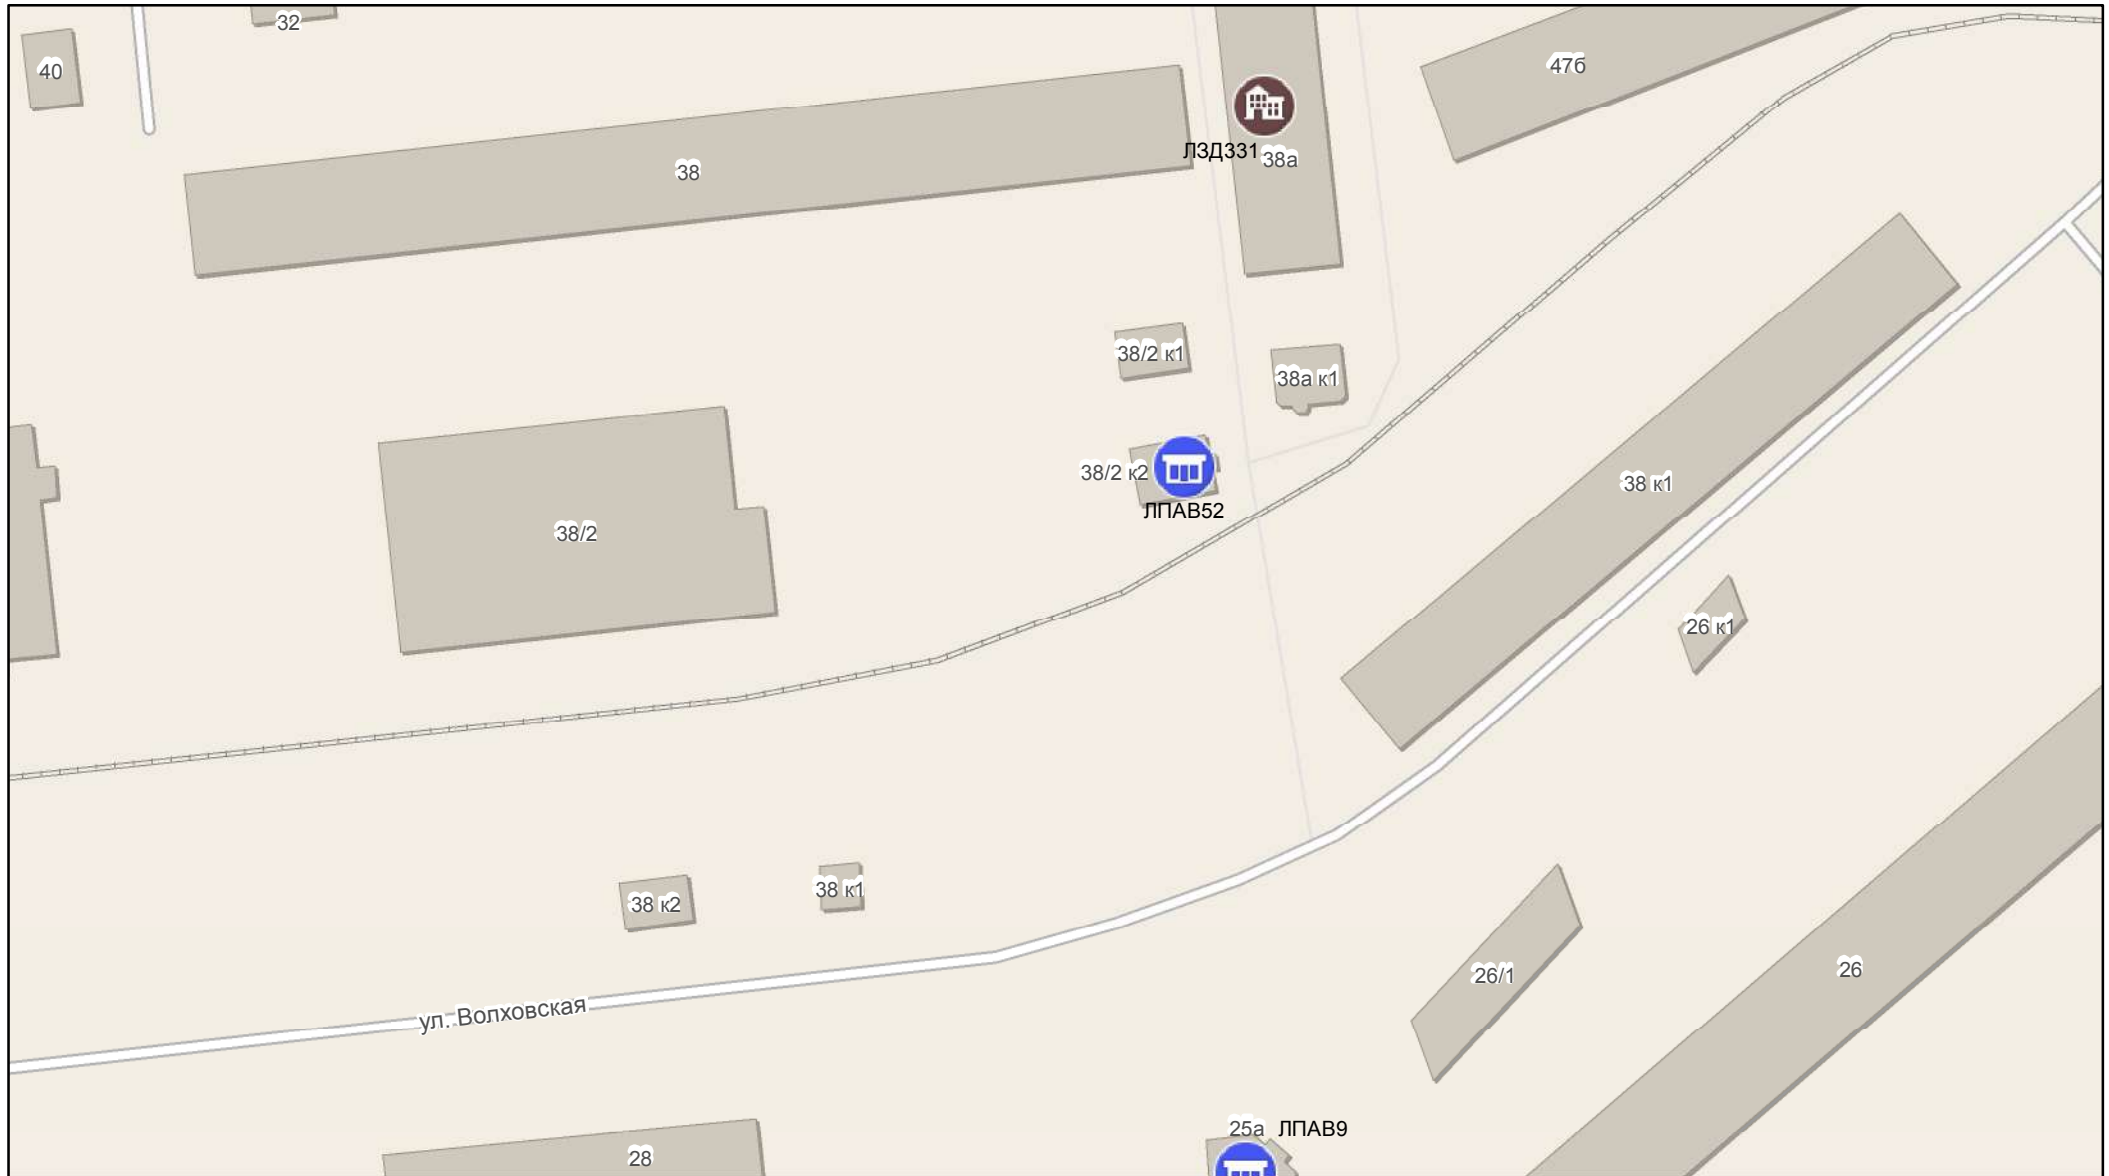 32
40
47б
38
ЛЗД331
38а
38/2 к1
38а к1
38/2 к2
38 к1
ЛПАВ52
38/2
26 к1
38 к1
38 к2
26
26/1
ул. Волховская
25а
ЛПАВ9
28